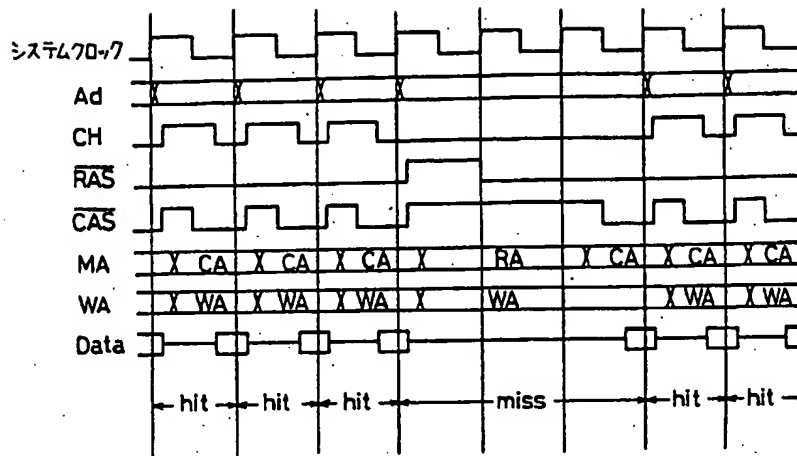 システムクロック
Ad
CH
RAS
CAS
MA CA CA CA RA CA CA CA
WA WA WA WA WA WA WA
Data
hit hit hit miss hit hit